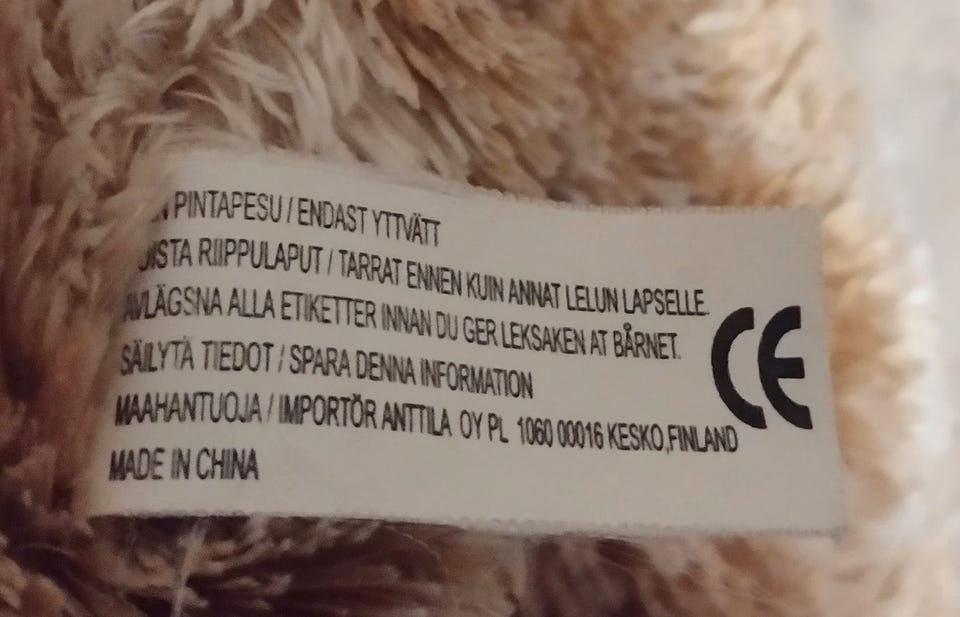 PINTAPESU / ENDAST YTTVÄTT
RIIPPULAPUT / TARRAT ENNEN KUIN ANNAT LELUN LAPSELLE.
AVLÄGSNA ALLA ETIKETTER INNAN DU GER LEKSAKEN AT BÅRNET.
SÄILYTÄ TIEDOT / SPARA DENNA INFORMATION
MAAHANTUOJA / IMPORTÖR ANTTILA OY PL 1060 00016 KESKO,FINLAND
MADE IN CHINA
CE